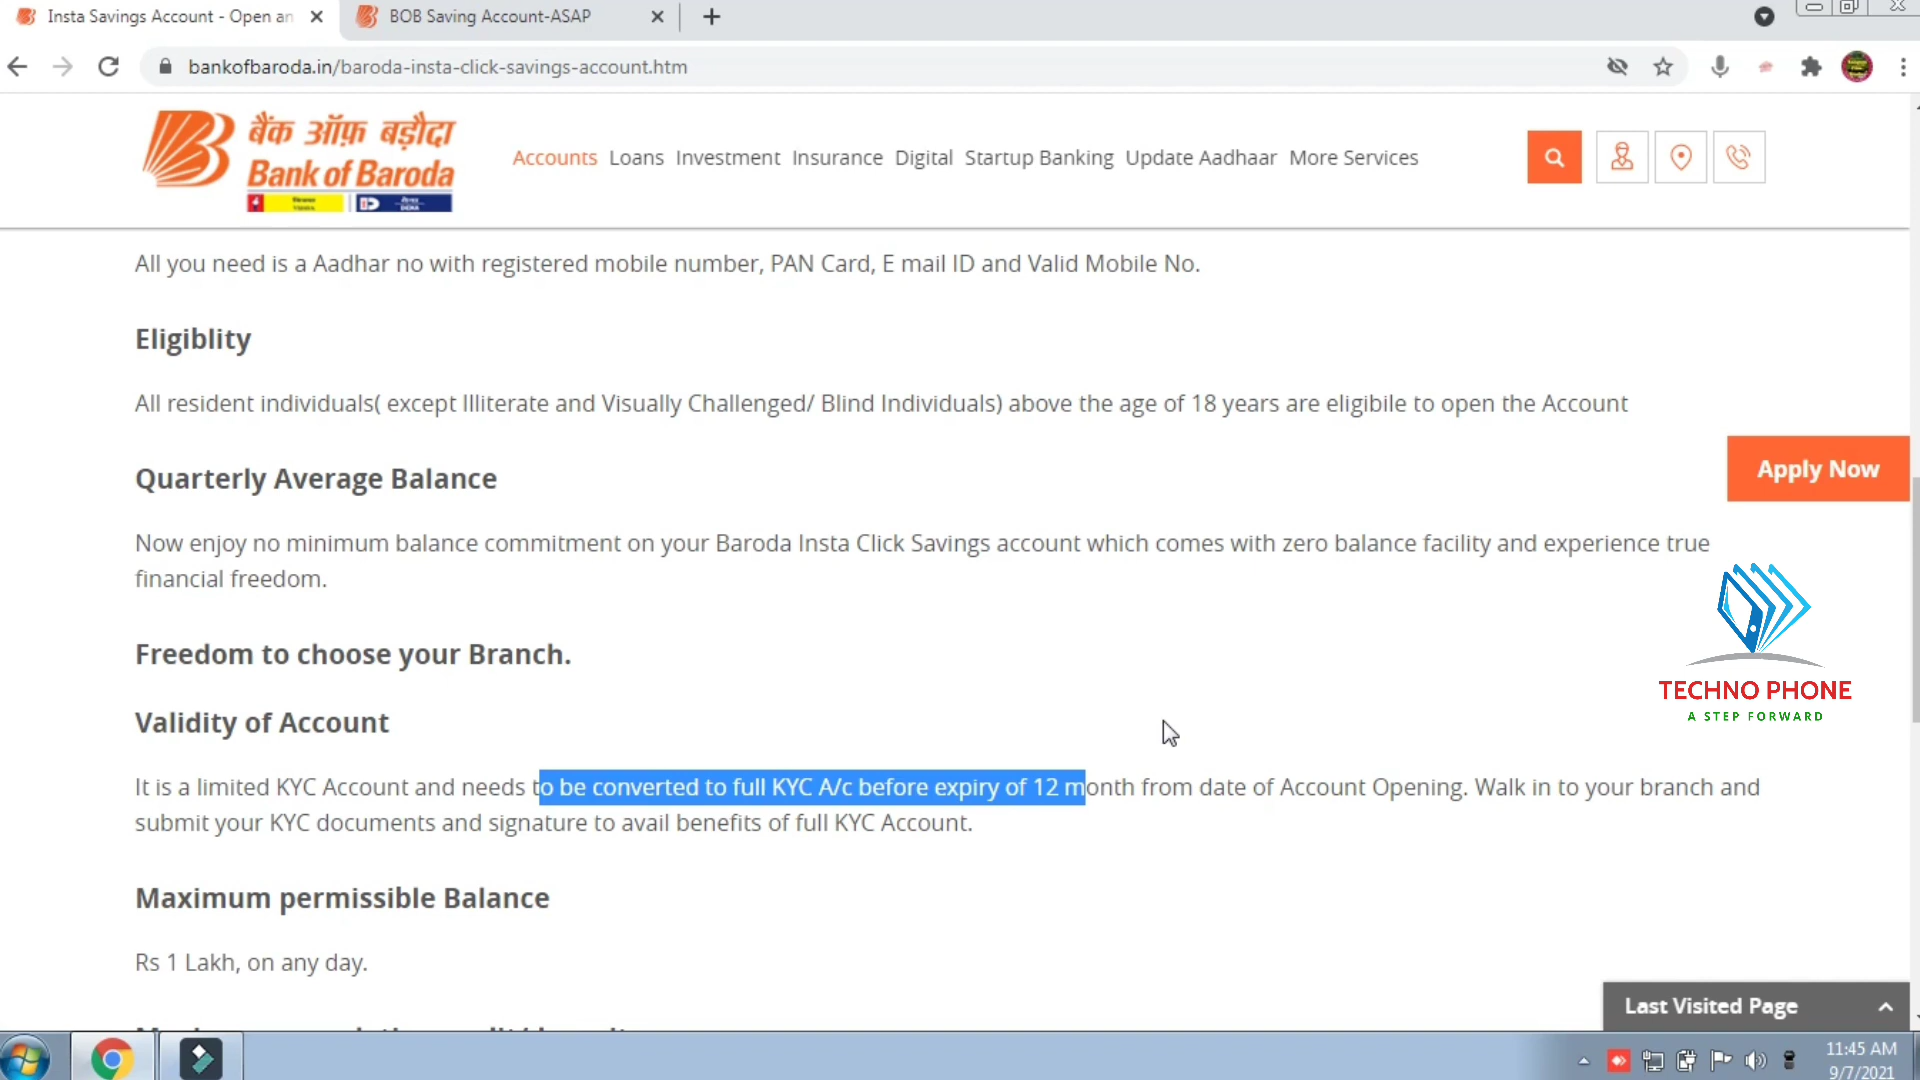 Insta Savings Account - Open an
BOB Saving Account-ASAP
bankofbaroda.in/baroda-insta-click-savings-account.htm
बैंक ऑफ़ बड़ौदा
Bank of Baroda
Accounts Loans Investment Insurance Digital Startup Banking Update Aadhaar More Services
All you need is a Aadhar no with registered mobile number, PAN Card, E mail ID and Valid Mobile No.
Eligiblity
All resident individuals( except Illiterate and Visually Challenged/ Blind Individuals) above the age of 18 years are eligibile to open the Account
Apply Now
Quarterly Average Balance
Now enjoy no minimum balance commitment on your Baroda Insta Click Savings account which comes with zero balance facility and experience true
financial freedom.
Freedom to choose your Branch.
TECHNO PHONE
A STEP FORWARD
Validity of Account
It is a limited KYC Account and needs to be converted to full KYC A/c before expiry of 12 month from date of Account Opening. Walk in to your branch and
submit your KYC documents and signature to avail benefits of full KYC Account.
Maximum permissible Balance
Rs 1 Lakh, on any day.
Last Visited Page
11:45 AM
9/7/2021